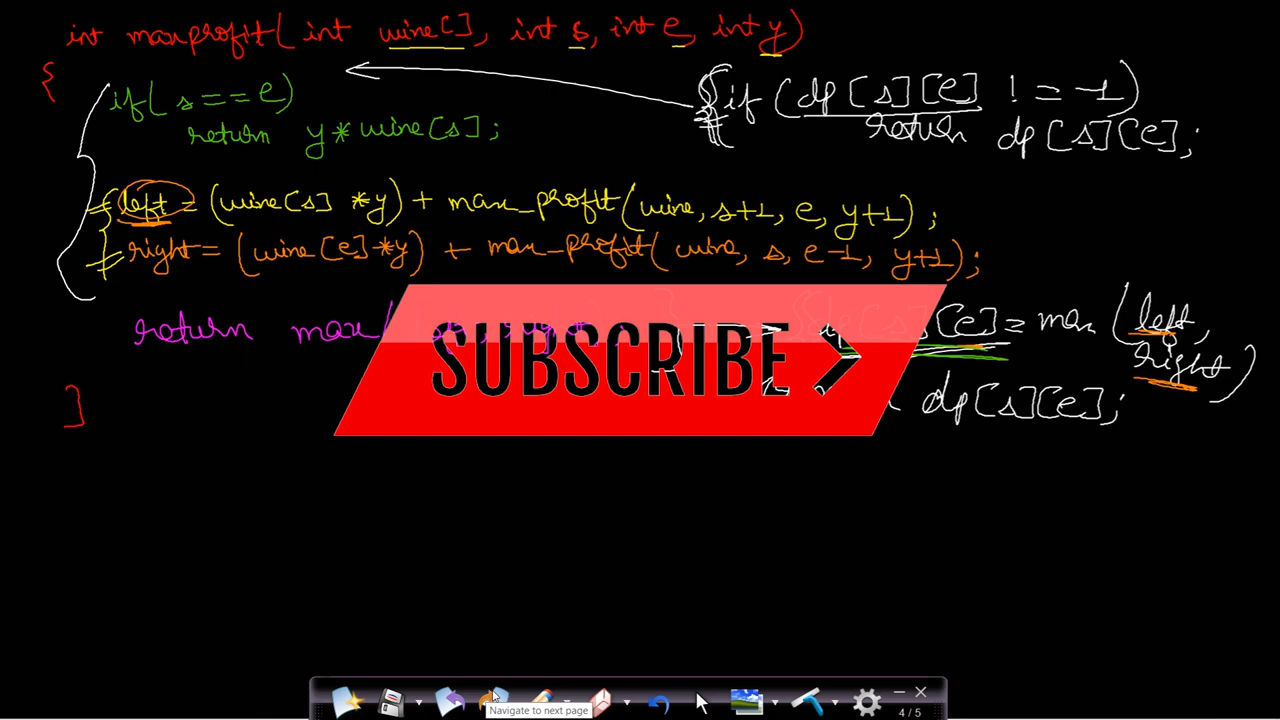 int maxprofit( int wine[], int s, int e, int y)
{
if( s == e)
return y * wine[s];
if (dp[s][e] != -1)
return dp[s][e];
left = (wine[s] * y) + max_profit(wine, s+1, e, y+1);
right = (wine[e] * y) + max_profit(wine, s, e-1, y+1);
return max(
[e] = max (left,
right)
SUBSCRIBE >
dp[s][e];
}
Navigate to next page
4 / 5